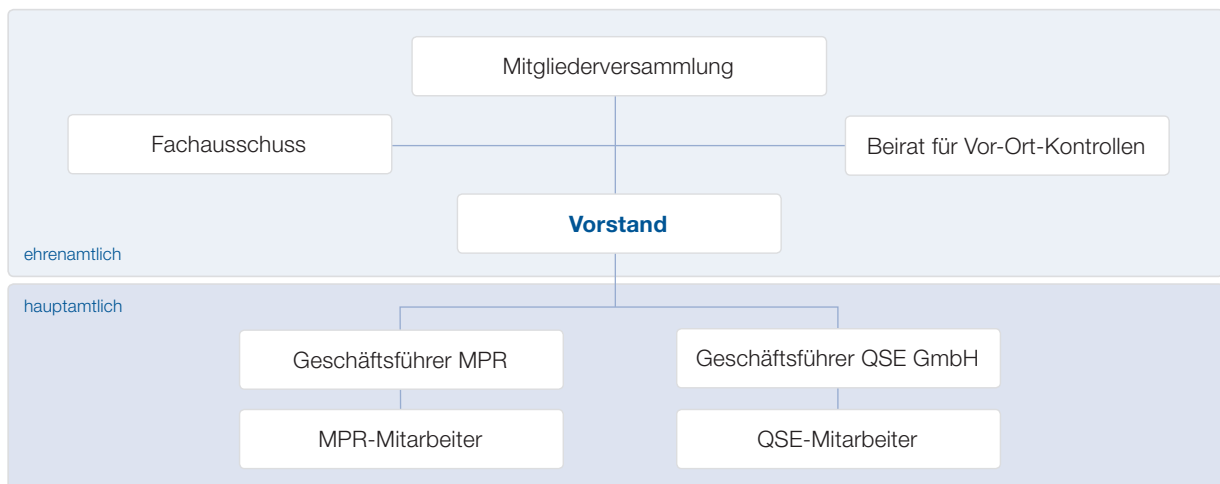 Mitgliederversammlung
Fachausschuss
Beirat für Vor-Ort-Kontrollen
Vorstand
ehrenamtlich
hauptamtlich
Geschäftsführer MPR
Geschäftsführer QSE GmbH
MPR-Mitarbeiter
QSE-Mitarbeiter